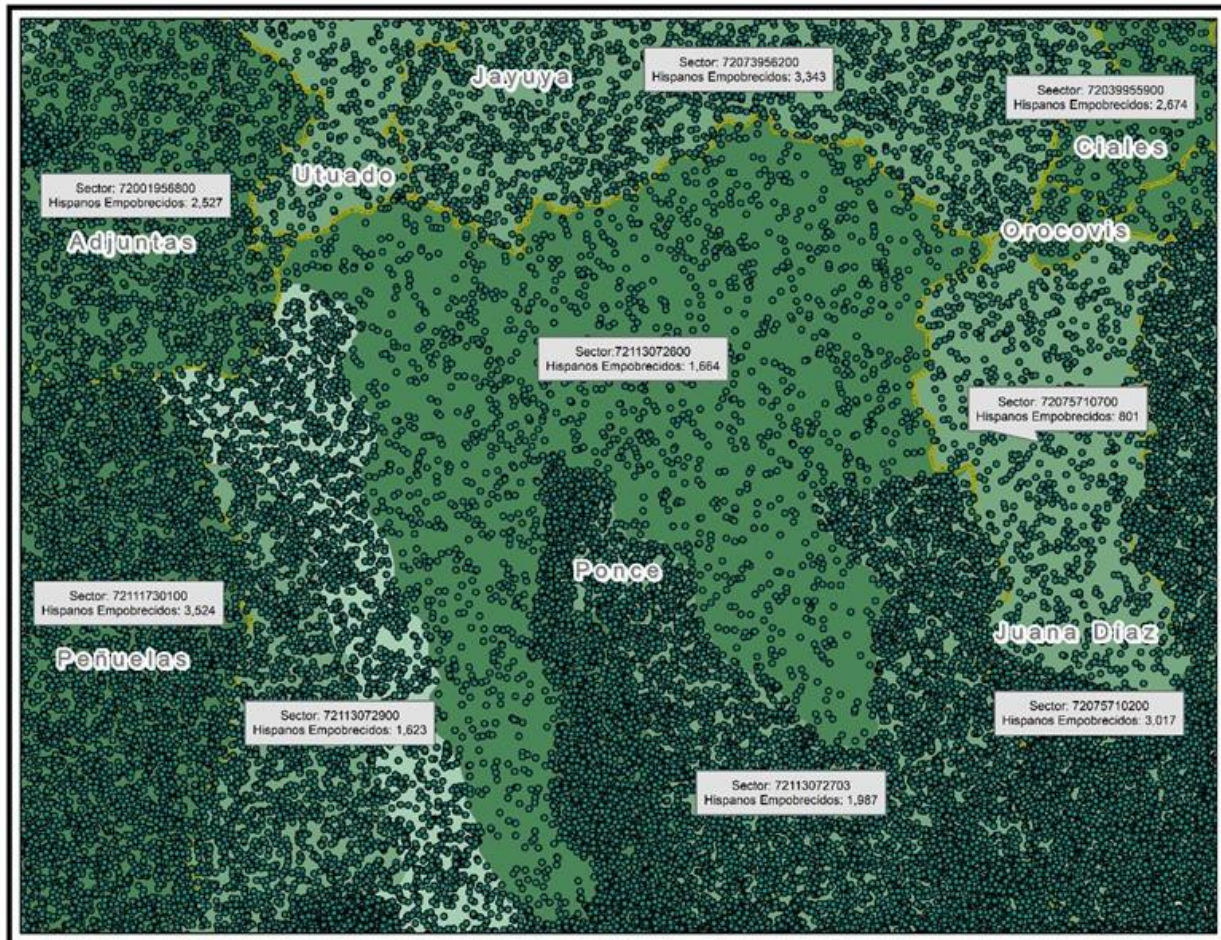 Jayuya
Sector: 72073956200
Hispanos Empobrecidos: 3,343
Seector: 72039955900
Hispanos Empobrecidos: 2,674
Ciales
Utuado
Sector: 72001956800
Hispanos Empobrecidos: 2,527
Adjuntas
Orocovis
Sector:72113072600
Hispanos Empobrecidos: 1,664
Sector: 72075710700
Hispanos Empobrecidos: 801
Ponce
Sector: 72111730100
Hispanos Empobrecidos: 3,524
Peñuelas
Juana Díaz
Sector: 72113072900
Hispanos Empobrecidos: 1,623
Sector: 72075710200
Hispanos Empobrecidos: 3,017
Sector: 72113072703
Hispanos Empobrecidos: 1,987